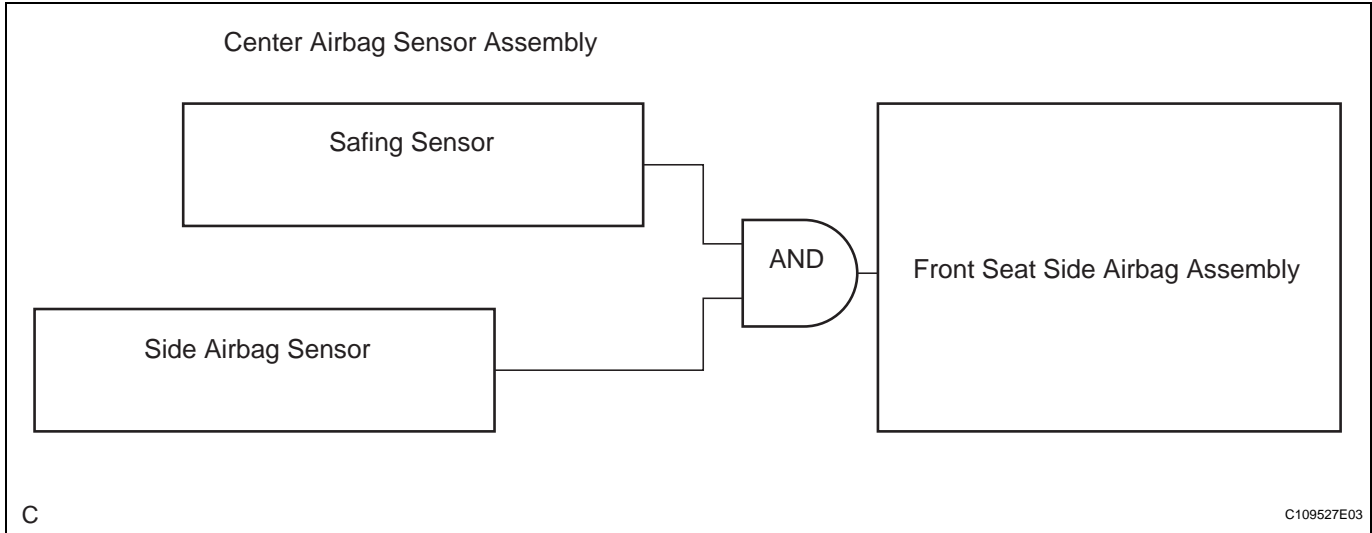 Center Airbag Sensor Assembly
Safing Sensor
AND
Front Seat Side Airbag Assembly
Side Airbag Sensor
C
C109527E03